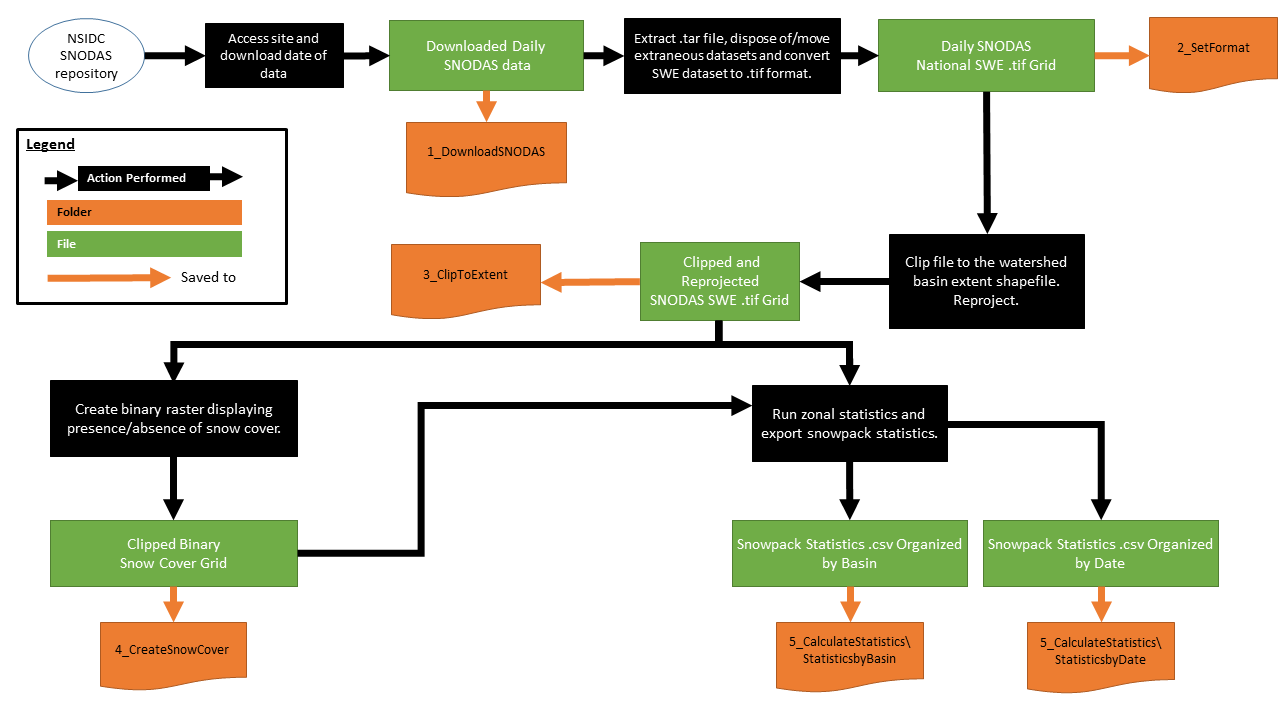 NSIDC
SNODAS
repository
Access site and
download date of
data
Downloaded Daily
SNODAS data
Extract .tar file, dispose of/move
extraneous datasets and convert
SWE dataset to .tif format.
Daily SNODAS
National SWE .tif Grid
2_SetFormat
1_DownloadSNODAS
Legend
Action Performed
Folder
File
Saved to
3_ClipToExtent
Clipped and
Reprojected
SNODAS SWE .tif Grid
Clip file to the watershed
basin extent shapefile.
Reproject.
Create binary raster displaying
presence/absence of snow cover.
Run zonal statistics and
export snowpack statistics.
Clipped Binary
Snow Cover Grid
Snowpack Statistics .csv Organized
by Basin
Snowpack Statistics .csv Organized
by Date
4_CreateSnowCover
5_CalculateStatistics\
StatisticsbyBasin
5_CalculateStatistics\
StatisticsbyDate